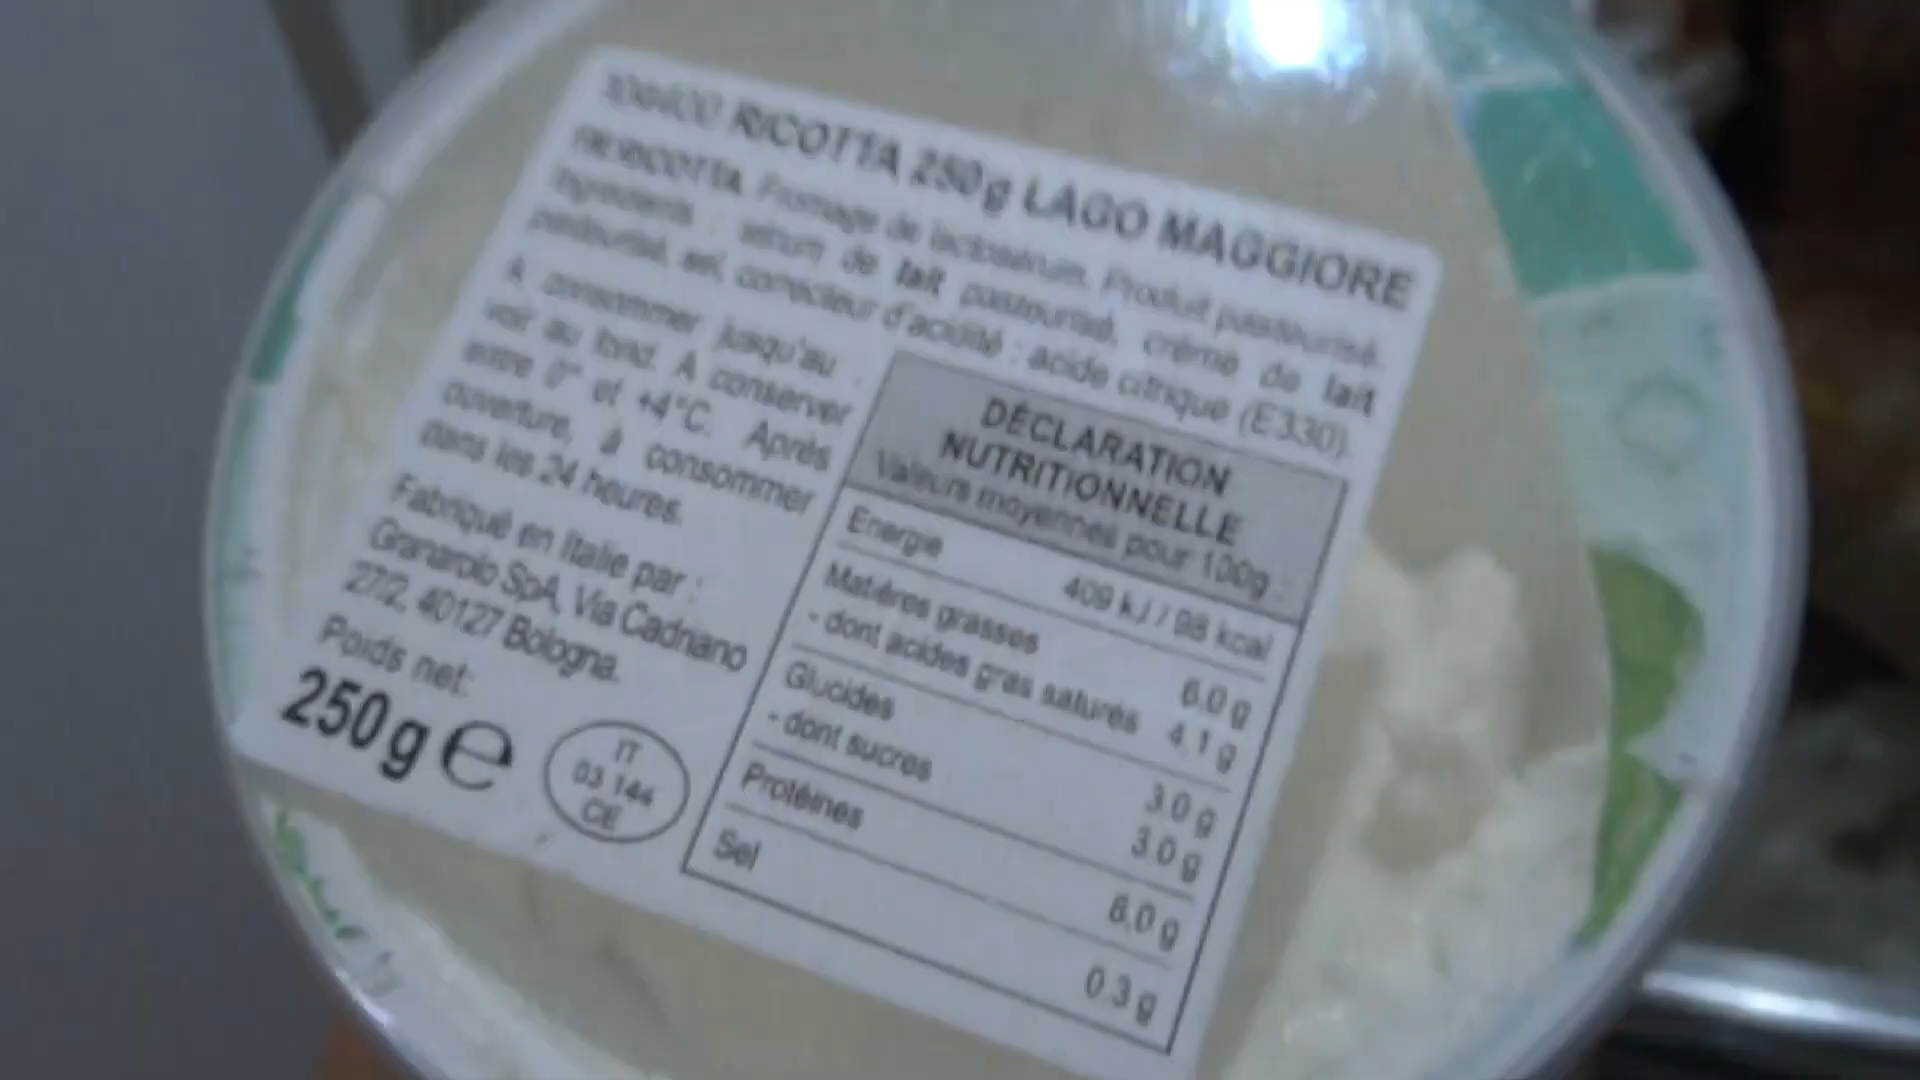 RICOTTA 250g LAGO MAGGIORE
RICOTTA. Fromage de lactosérum. Produit pasteurisé.
Ingrédients : sérum de lait pasteurisé, crème de lait
pasteurisé, sel, correcteur d'acidité : acide citrique (E330).
A consommer jusqu'au :
voir au fond. A conserver
entre 0° et +4°C. Après
ouverture, à consommer
dans les 24 heures.
Fabriqué en Italie par :
Granarolo SpA, Via Cadriano
27/2, 40127 Bologna.
Poids net:
250g e
IT
03 144
CE
DÉCLARATION
NUTRITIONNELLE
Valeurs moyennes pour 100g :
Energie 409 kJ / 98 kcal
Matières grasses 6.0 g
- dont acides gras saturés 4,1 g
Glucides 3.0 g
- dont sucres 3.0 g
Protéines 8,0 g
Sel 0.3 g